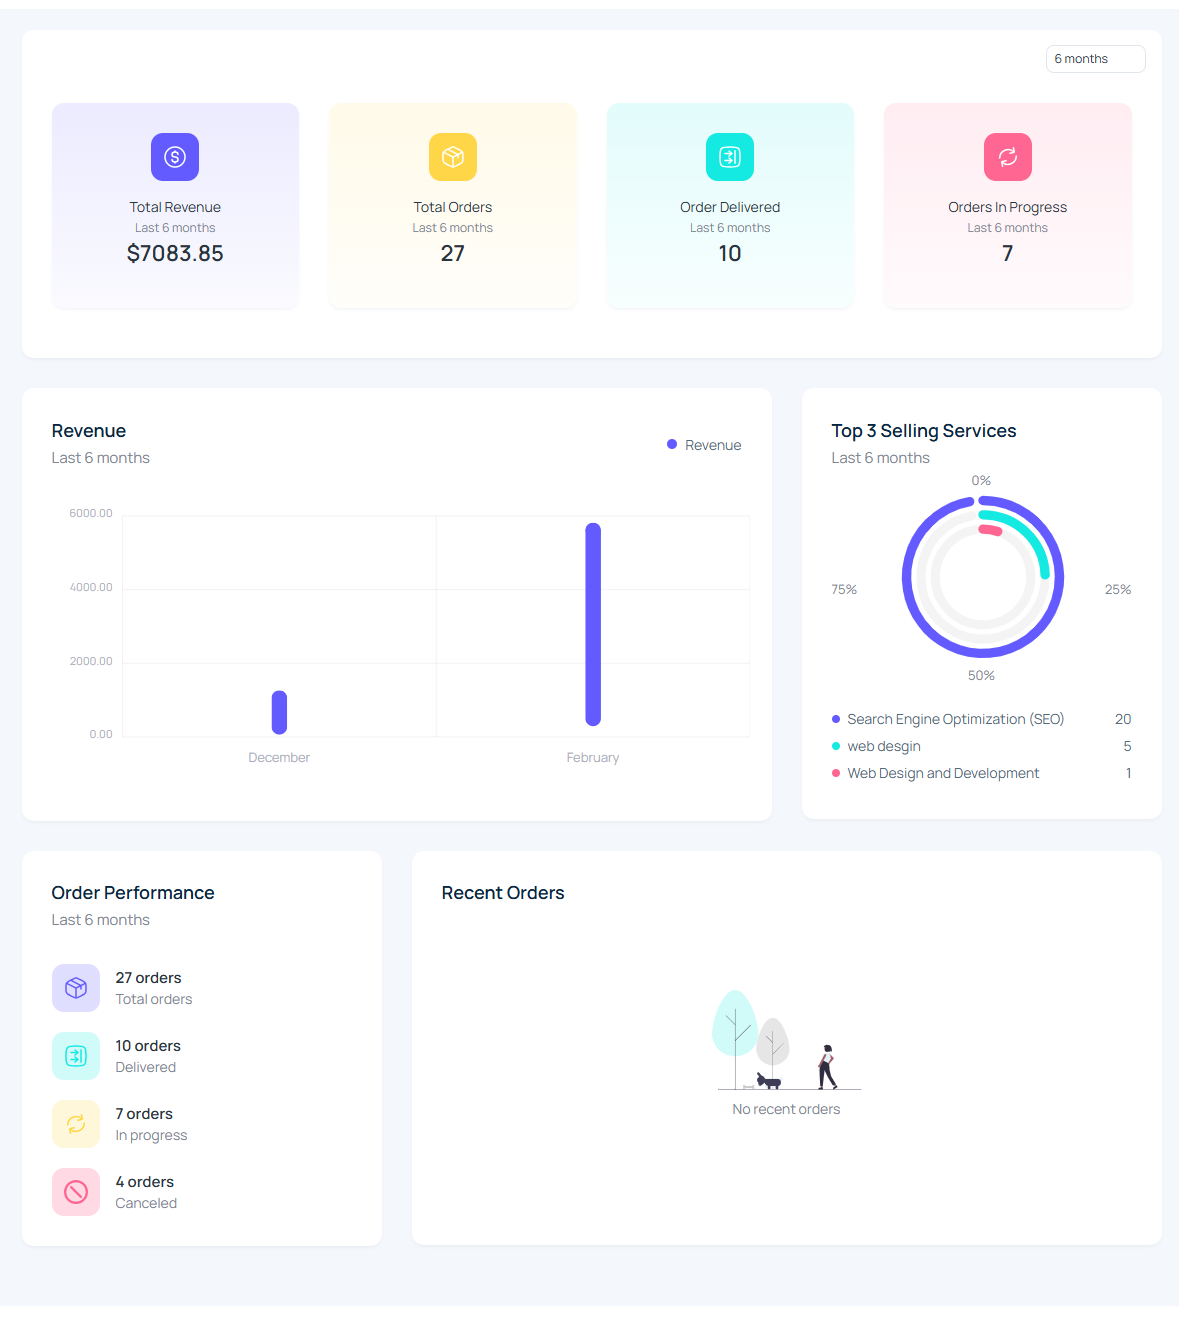 6 months
Total Revenue
Last 6 months
$7083.85
Total Orders
Last 6 months
27
Order Delivered
Last 6 months
10
Orders In Progress
Last 6 months
7
Revenue
Last 6 months
Revenue
6000.00
4000.00
2000.00
0.00
December
February
Top 3 Selling Services
Last 6 months
0%
75%
25%
50%
Search Engine Optimization (SEO) 20
web desgin 5
Web Design and Development 1
Order Performance
Last 6 months
27 orders
Total orders
10 orders
Delivered
7 orders
In progress
4 orders
Canceled
Recent Orders
No recent orders